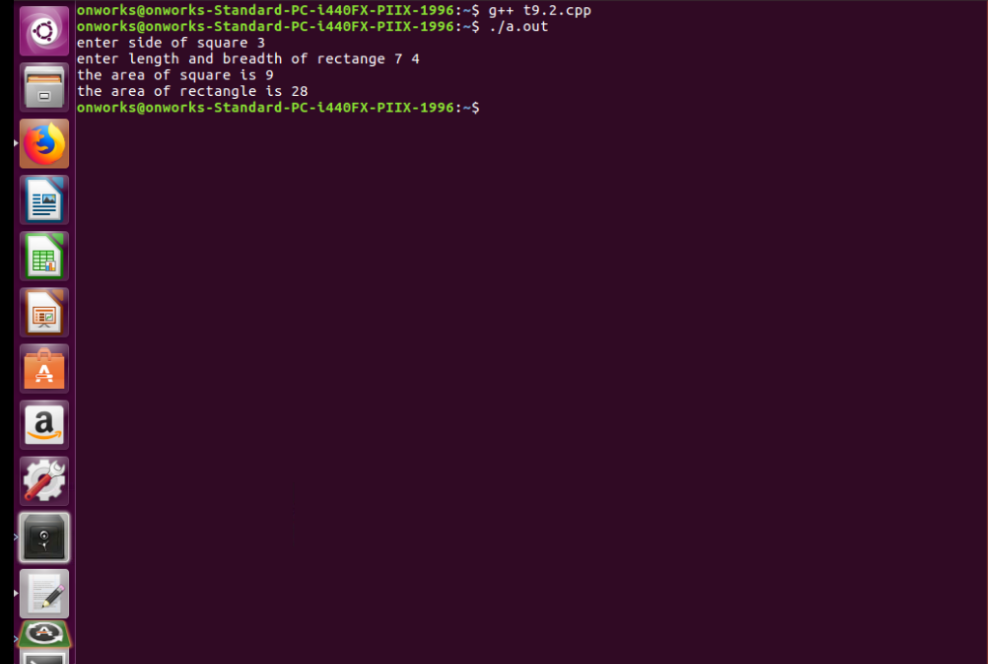 onworks@onworks-Standard-PC-i440FX-PIIX-1996:~$ g++ t9.2.cpp
onworks@onworks-Standard-PC-i440FX-PIIX-1996:~$ ./a.out
enter side of square 3
enter length and breadth of rectange 7 4
the area of square is 9
the area of rectangle is 28
onworks@onworks-Standard-PC-i440FX-PIIX-1996:~$